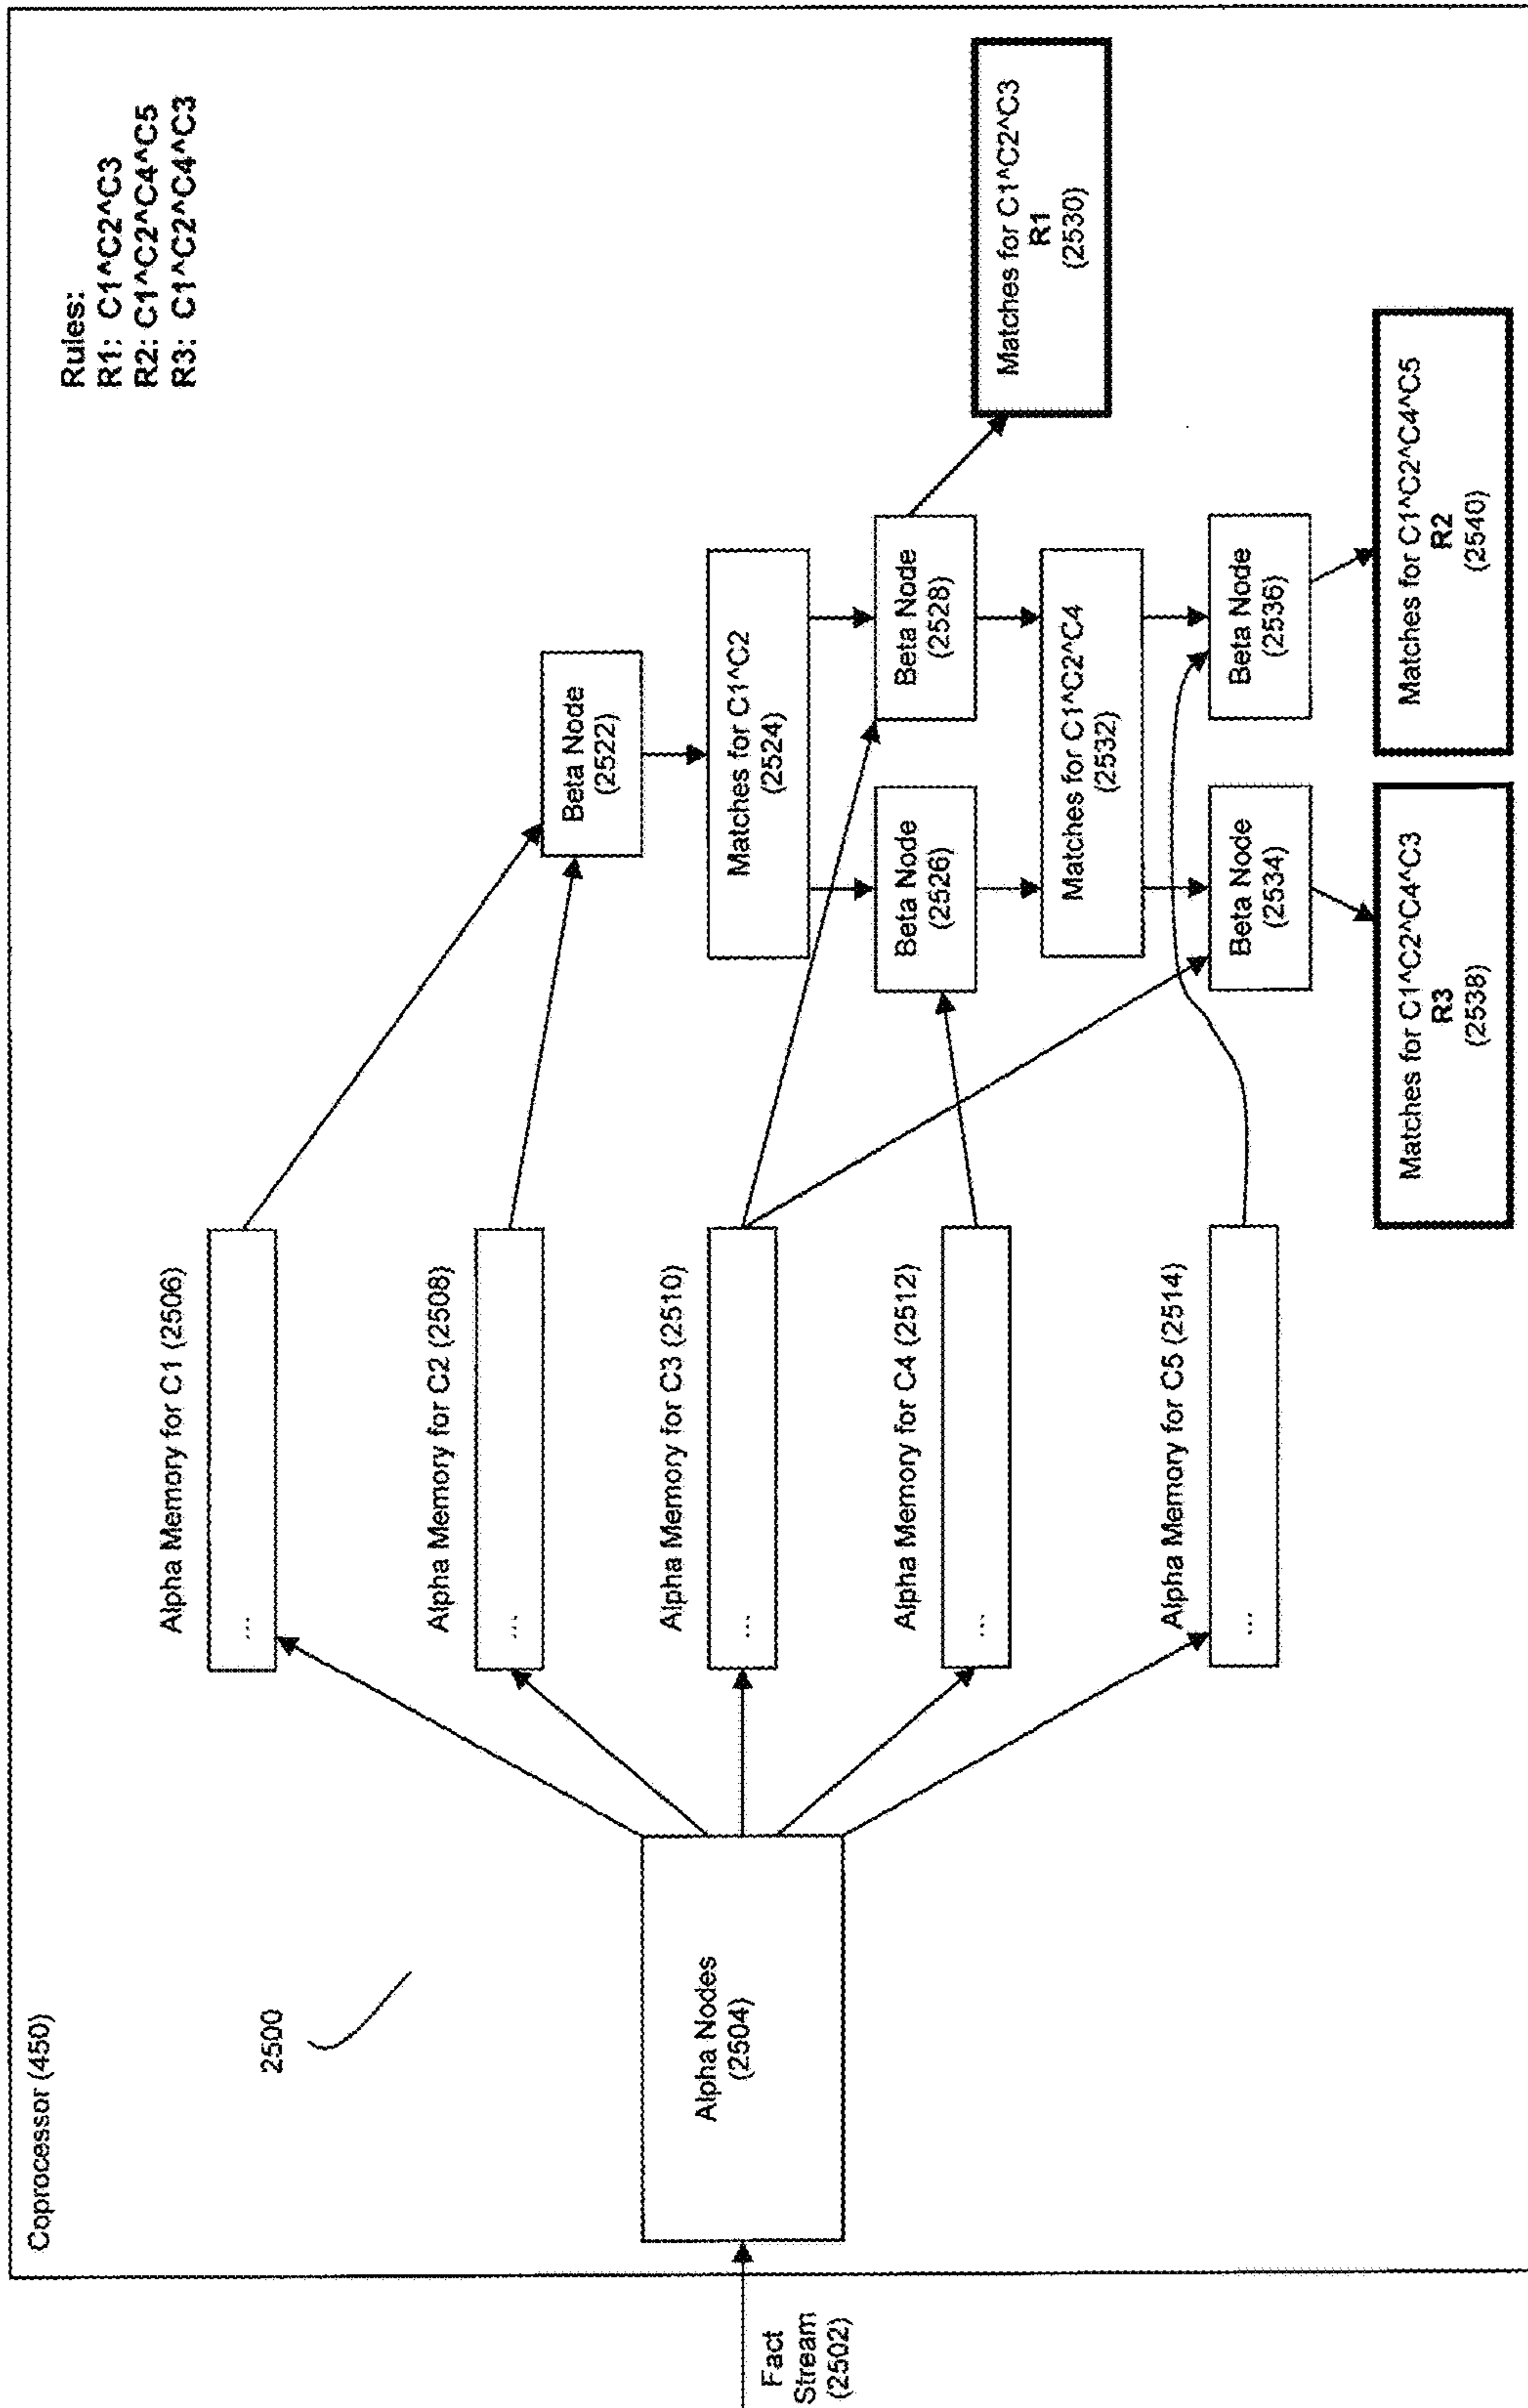 Coprocessor (450)
2500
Rules:
R1: C1^C2^C3
R2: C1^C2^C4^C5
R3: C1^C2^C4^C3
Fact
Stream
(2502)
Alpha Nodes
(2504)
Alpha Memory for C1 (2506)
...
Alpha Memory for C2 (2508)
...
Alpha Memory for C3 (2510)
...
Alpha Memory for C4 (2512)
...
Alpha Memory for C5 (2514)
...
Beta Node
(2522)
Matches for C1^C2
(2524)
Beta Node
(2526)
Beta Node
(2528)
Matches for C1^C2^C3
R1
(2530)
Matches for C1^C2^C4
(2532)
Beta Node
(2534)
Beta Node
(2536)
Matches for C1^C2^C4^C3
R3
(2538)
Matches for C1^C2^C4^C5
R2
(2540)